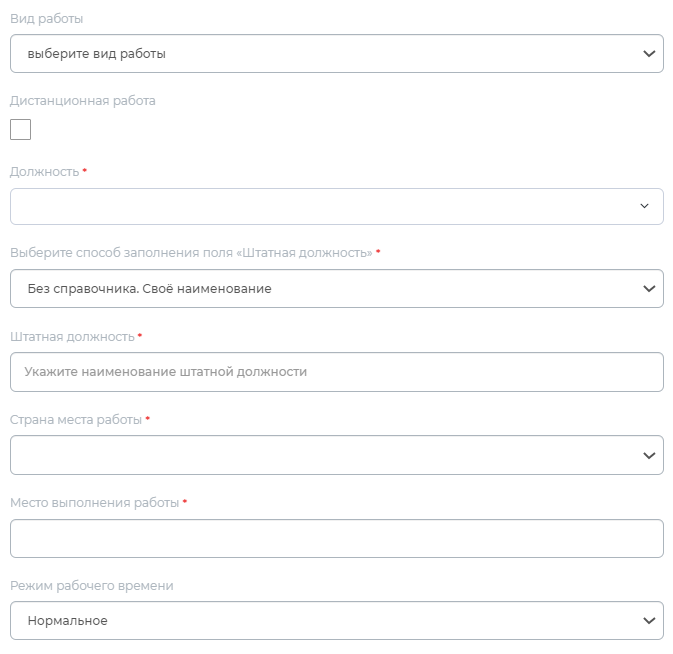 Вид работы
выберите вид работы
Дистанционная работа
Должность *
Выберите способ заполнения поля «Штатная должность» *
Без справочника. Своё наименование
Штатная должность *
Укажите наименование штатной должности
Страна места работы *
Место выполнения работы *
Режим рабочего времени
Нормальное